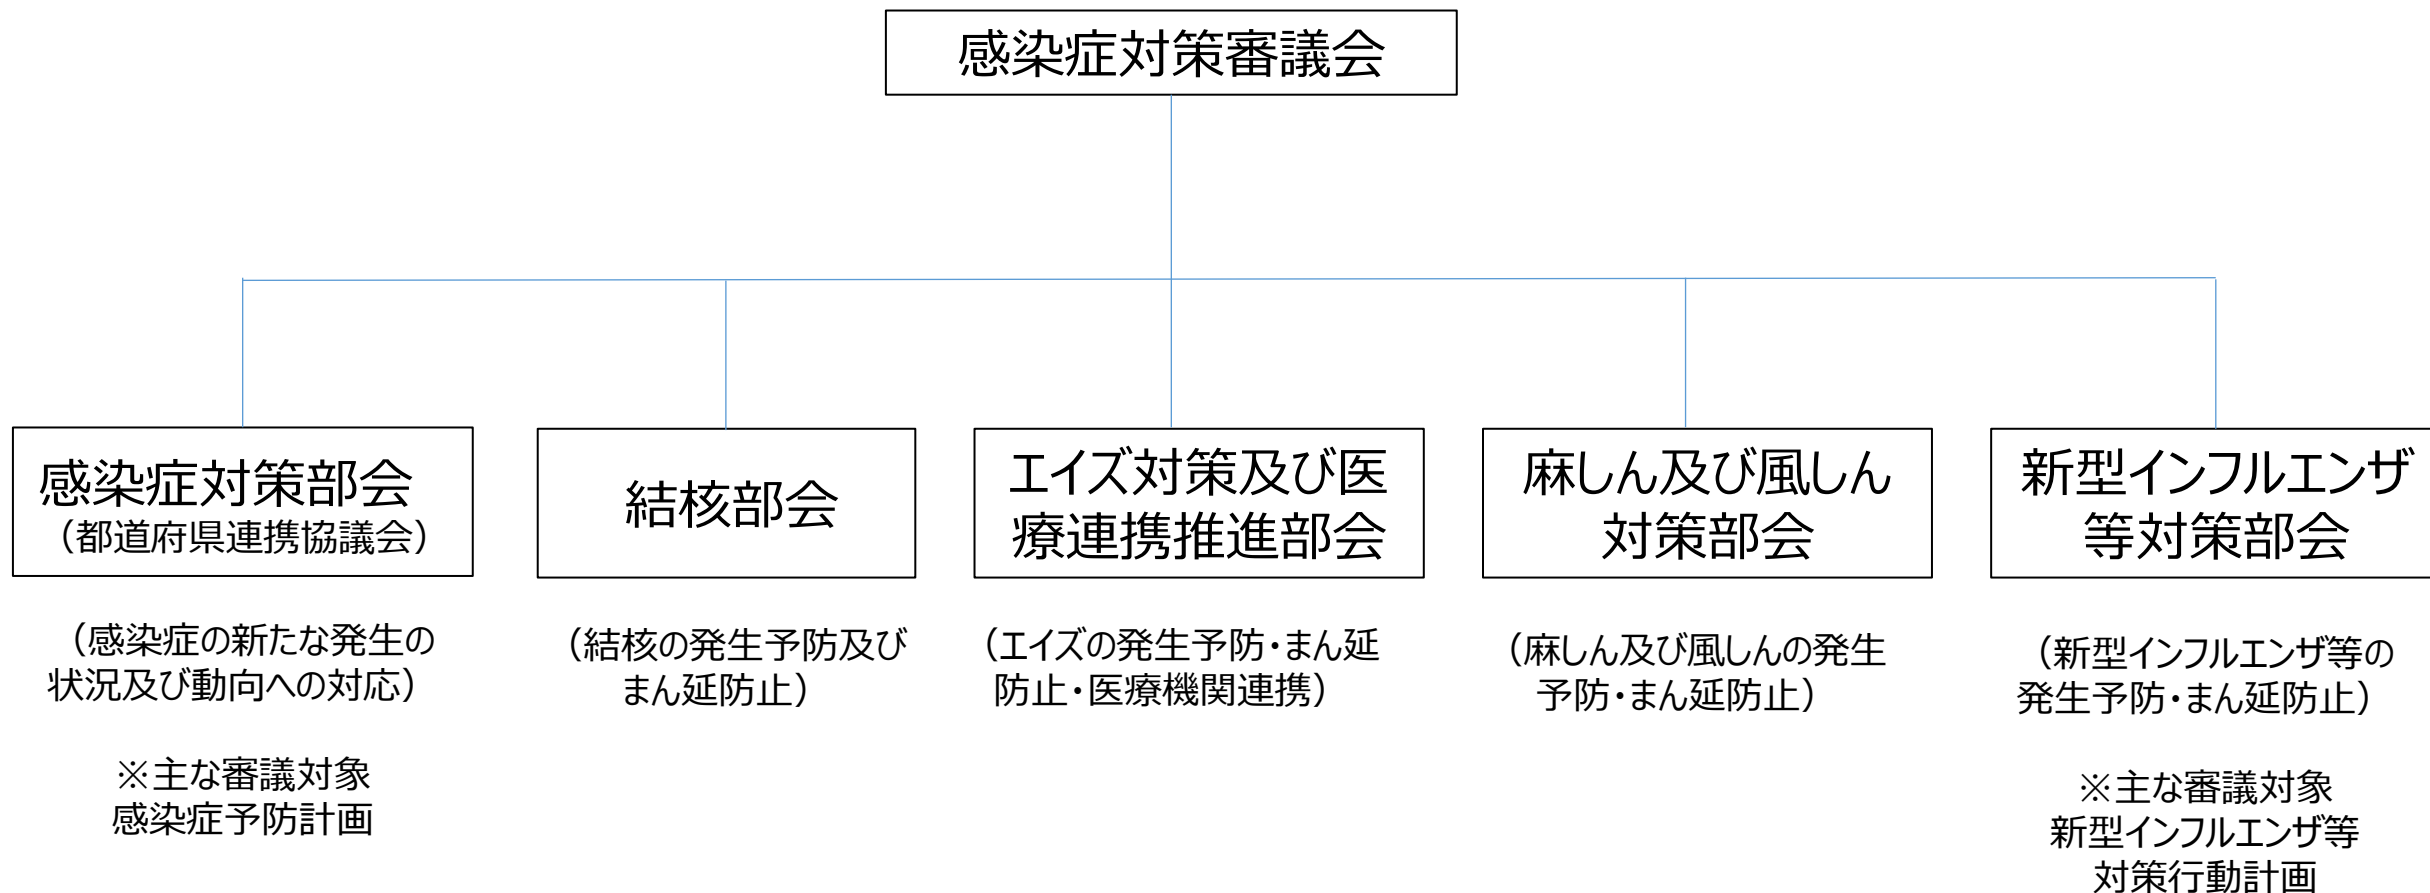 感染症対策審議会
感染症対策部会
（都道府県連携協議会）
（感染症の新たな発生の
状況及び動向への対応）
※主な審議対象
感染症予防計画
結核部会
（結核の発生予防及び
まん延防止）
エイズ対策及び医
療連携推進部会
（エイズの発生予防・まん延
防止・医療機関連携）
麻しん及び風しん
対策部会
（麻しん及び風しんの発生
予防・まん延防止）
新型インフルエンザ
等対策部会
（新型インフルエンザ等の
発生予防・まん延防止）
※主な審議対象
新型インフルエンザ等
対策行動計画